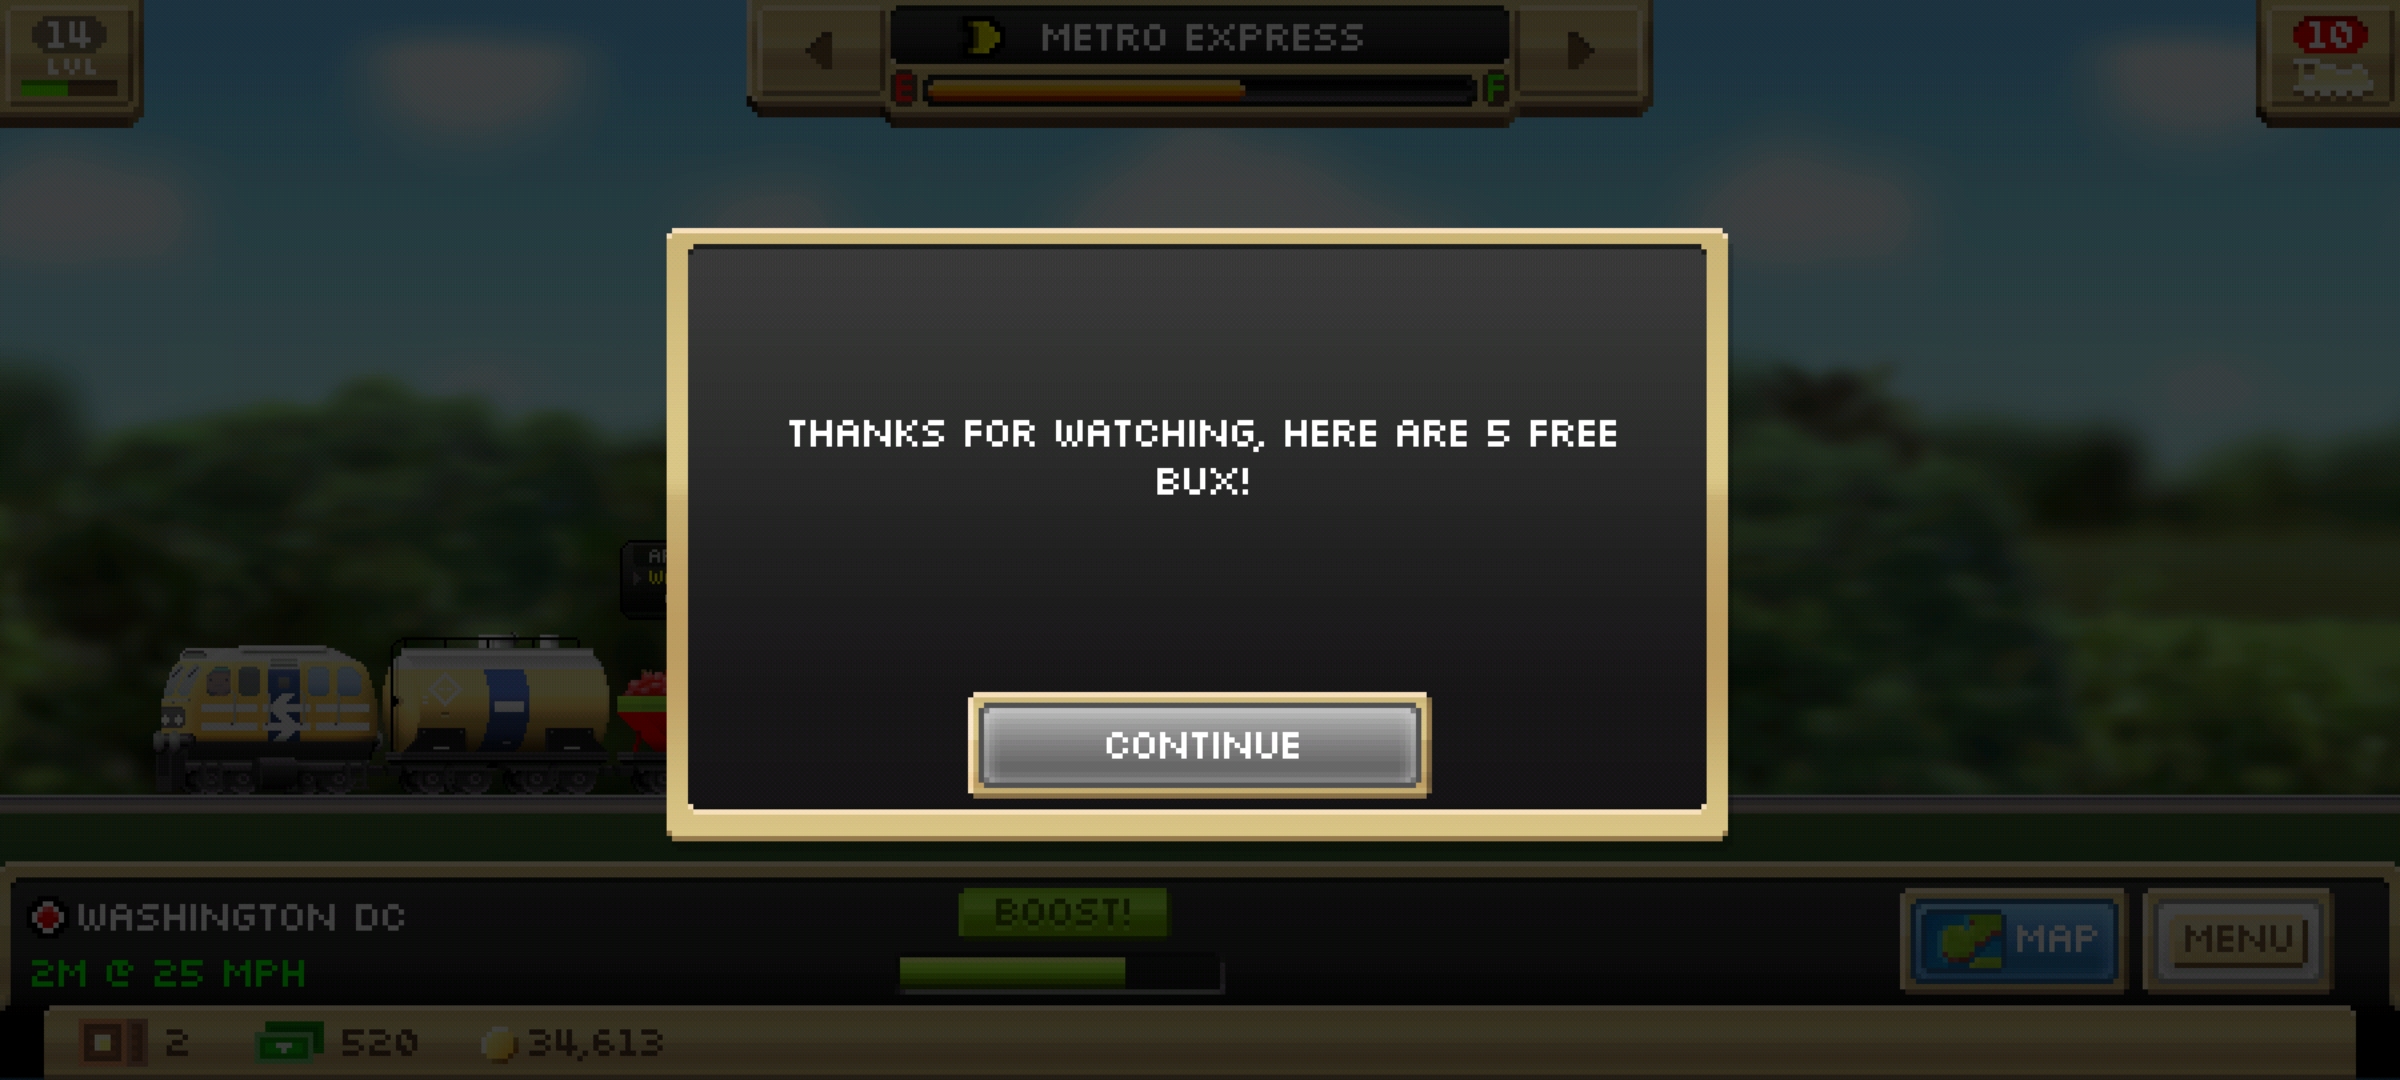 14
LVL
METRO EXPRESS
E
F
10
THANKS FOR WATCHING, HERE ARE 5 FREE
BUX!
CONTINUE
WASHINGTON DC
2M @ 25 MPH
BOOST!
MAP
MENU
2
520
34,613